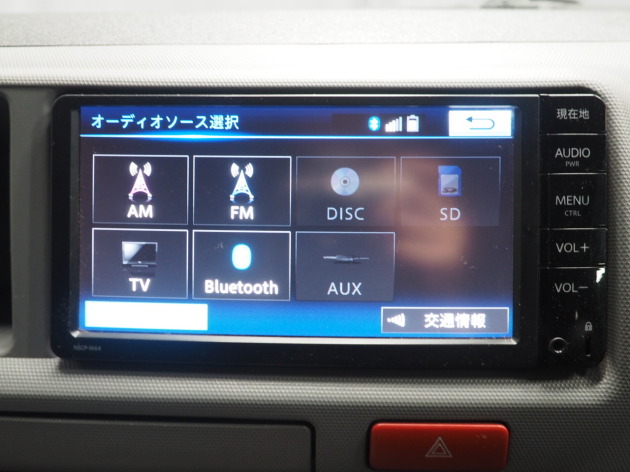 オーディオソース選択
現在地
AUDIO
PWR
AM
FM
DISC
SD
MENU
CTRL
TV
Bluetooth
AUX
VOL+
VOL−
交通情報